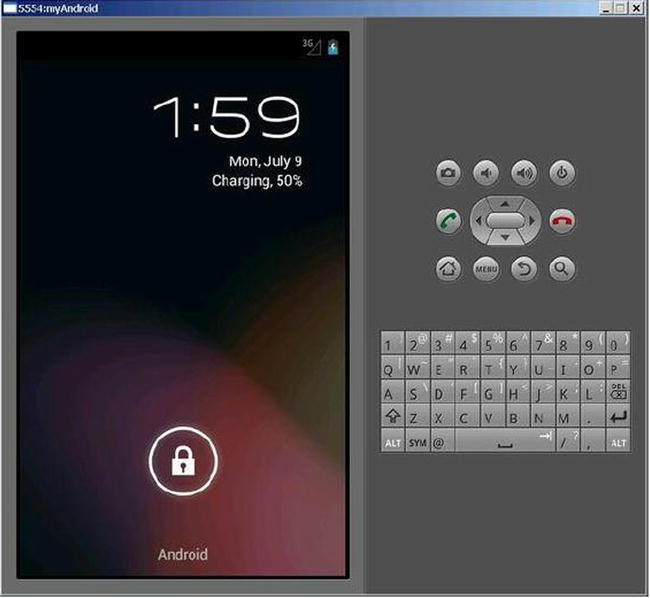 5554:myAndroid
3G
1:59
Mon, July 9
Charging, 50%
Android
MENU
1 ! 2 @ 3 # 4 $ 5 % 6 ^ 7 & 8 * 9 ( 0 )
Q W ~ E " R ` T { Y } U _ I - O + P =
A S \ D ' F [ G ] H < J > K ; L : DEL
Z X C V B N M .
ALT SYM @ / ? , ALT